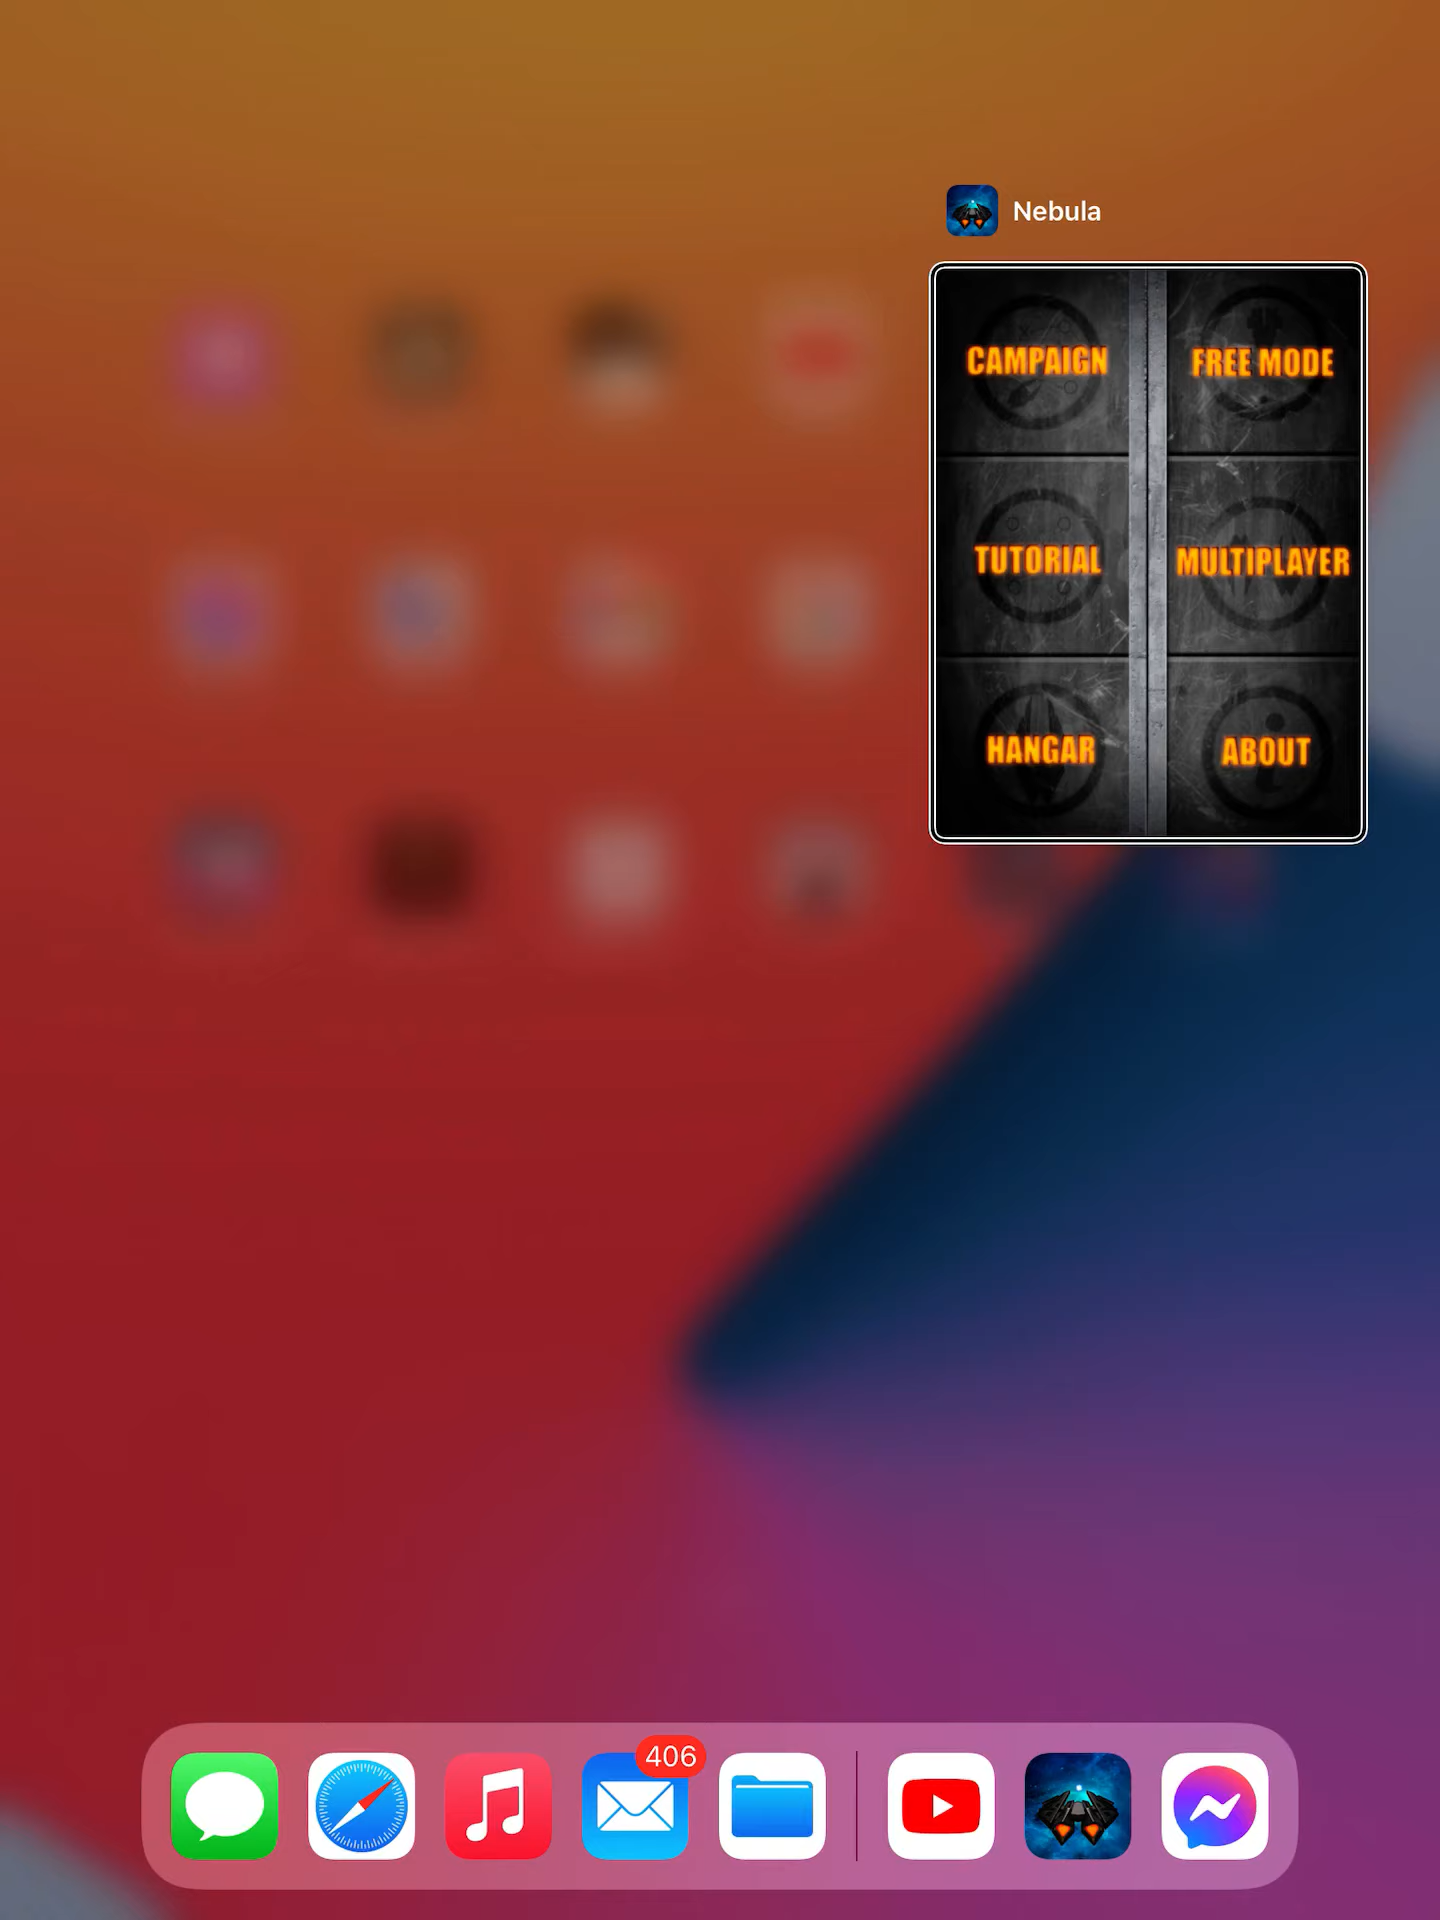 Nebula
CAMPAIGN
FREE MODE
TUTORIAL
MULTIPLAYER
HANGAR
ABOUT
406